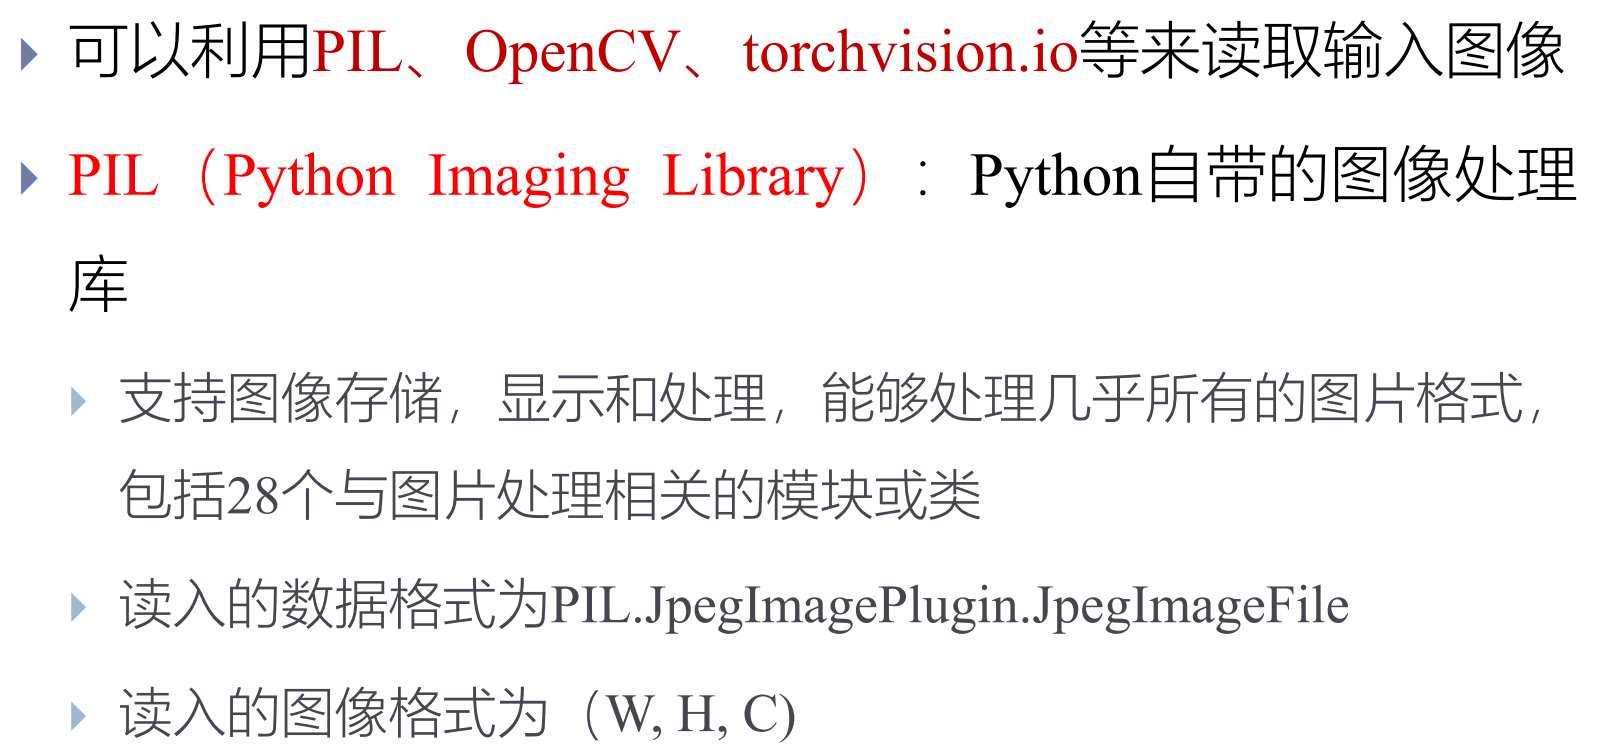 可以利用PIL、OpenCV、torchvision.io等来读取输入图像
PIL（Python Imaging Library）：Python自带的图像处理
库
支持图像存储，显示和处理，能够处理几乎所有的图片格式，
包括28个与图片处理相关的模块或类
读入的数据格式为PIL.JpegImagePlugin.JpegImageFile
读入的图像格式为（W, H, C)